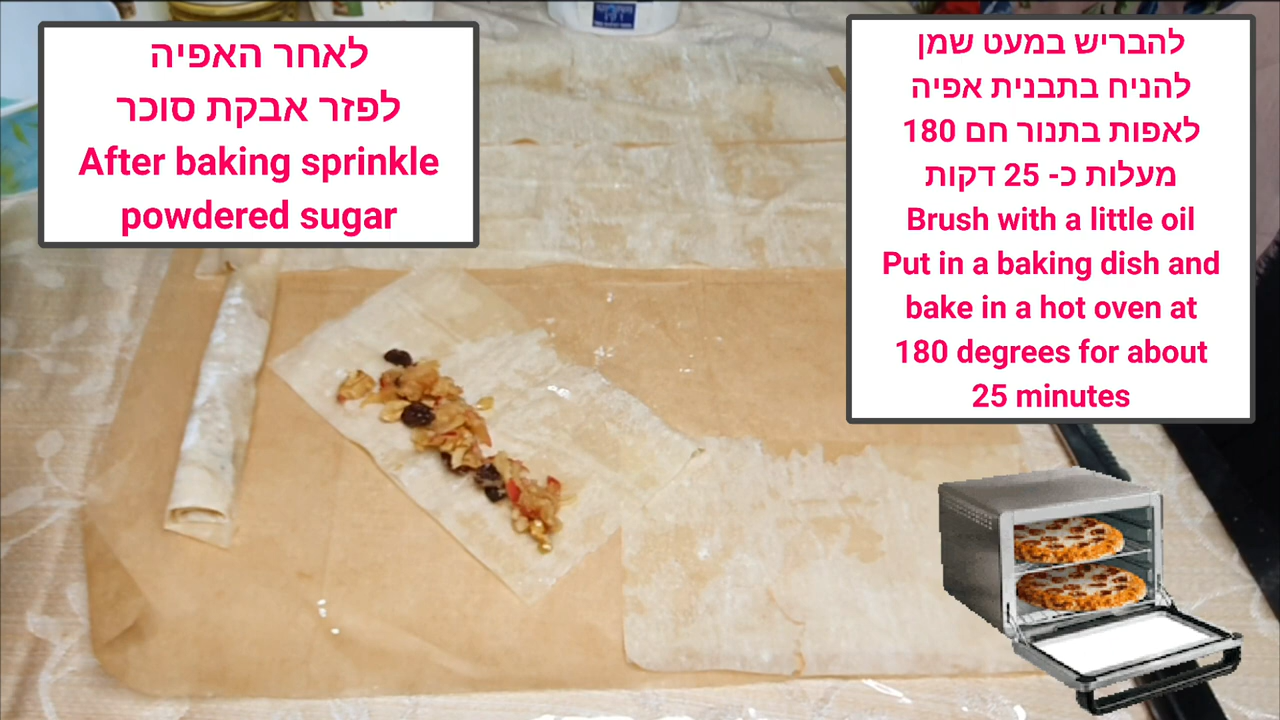 לאחר האפיה
לפזר אבקת סוכר
After baking sprinkle
powdered sugar
להבריש במעט שמן
להניח בתבנית אפיה
לאפות בתנור חם 180
מעלות כ- 25 דקות
Brush with a little oil
Put in a baking dish and
bake in a hot oven at
180 degrees for about
25 minutes